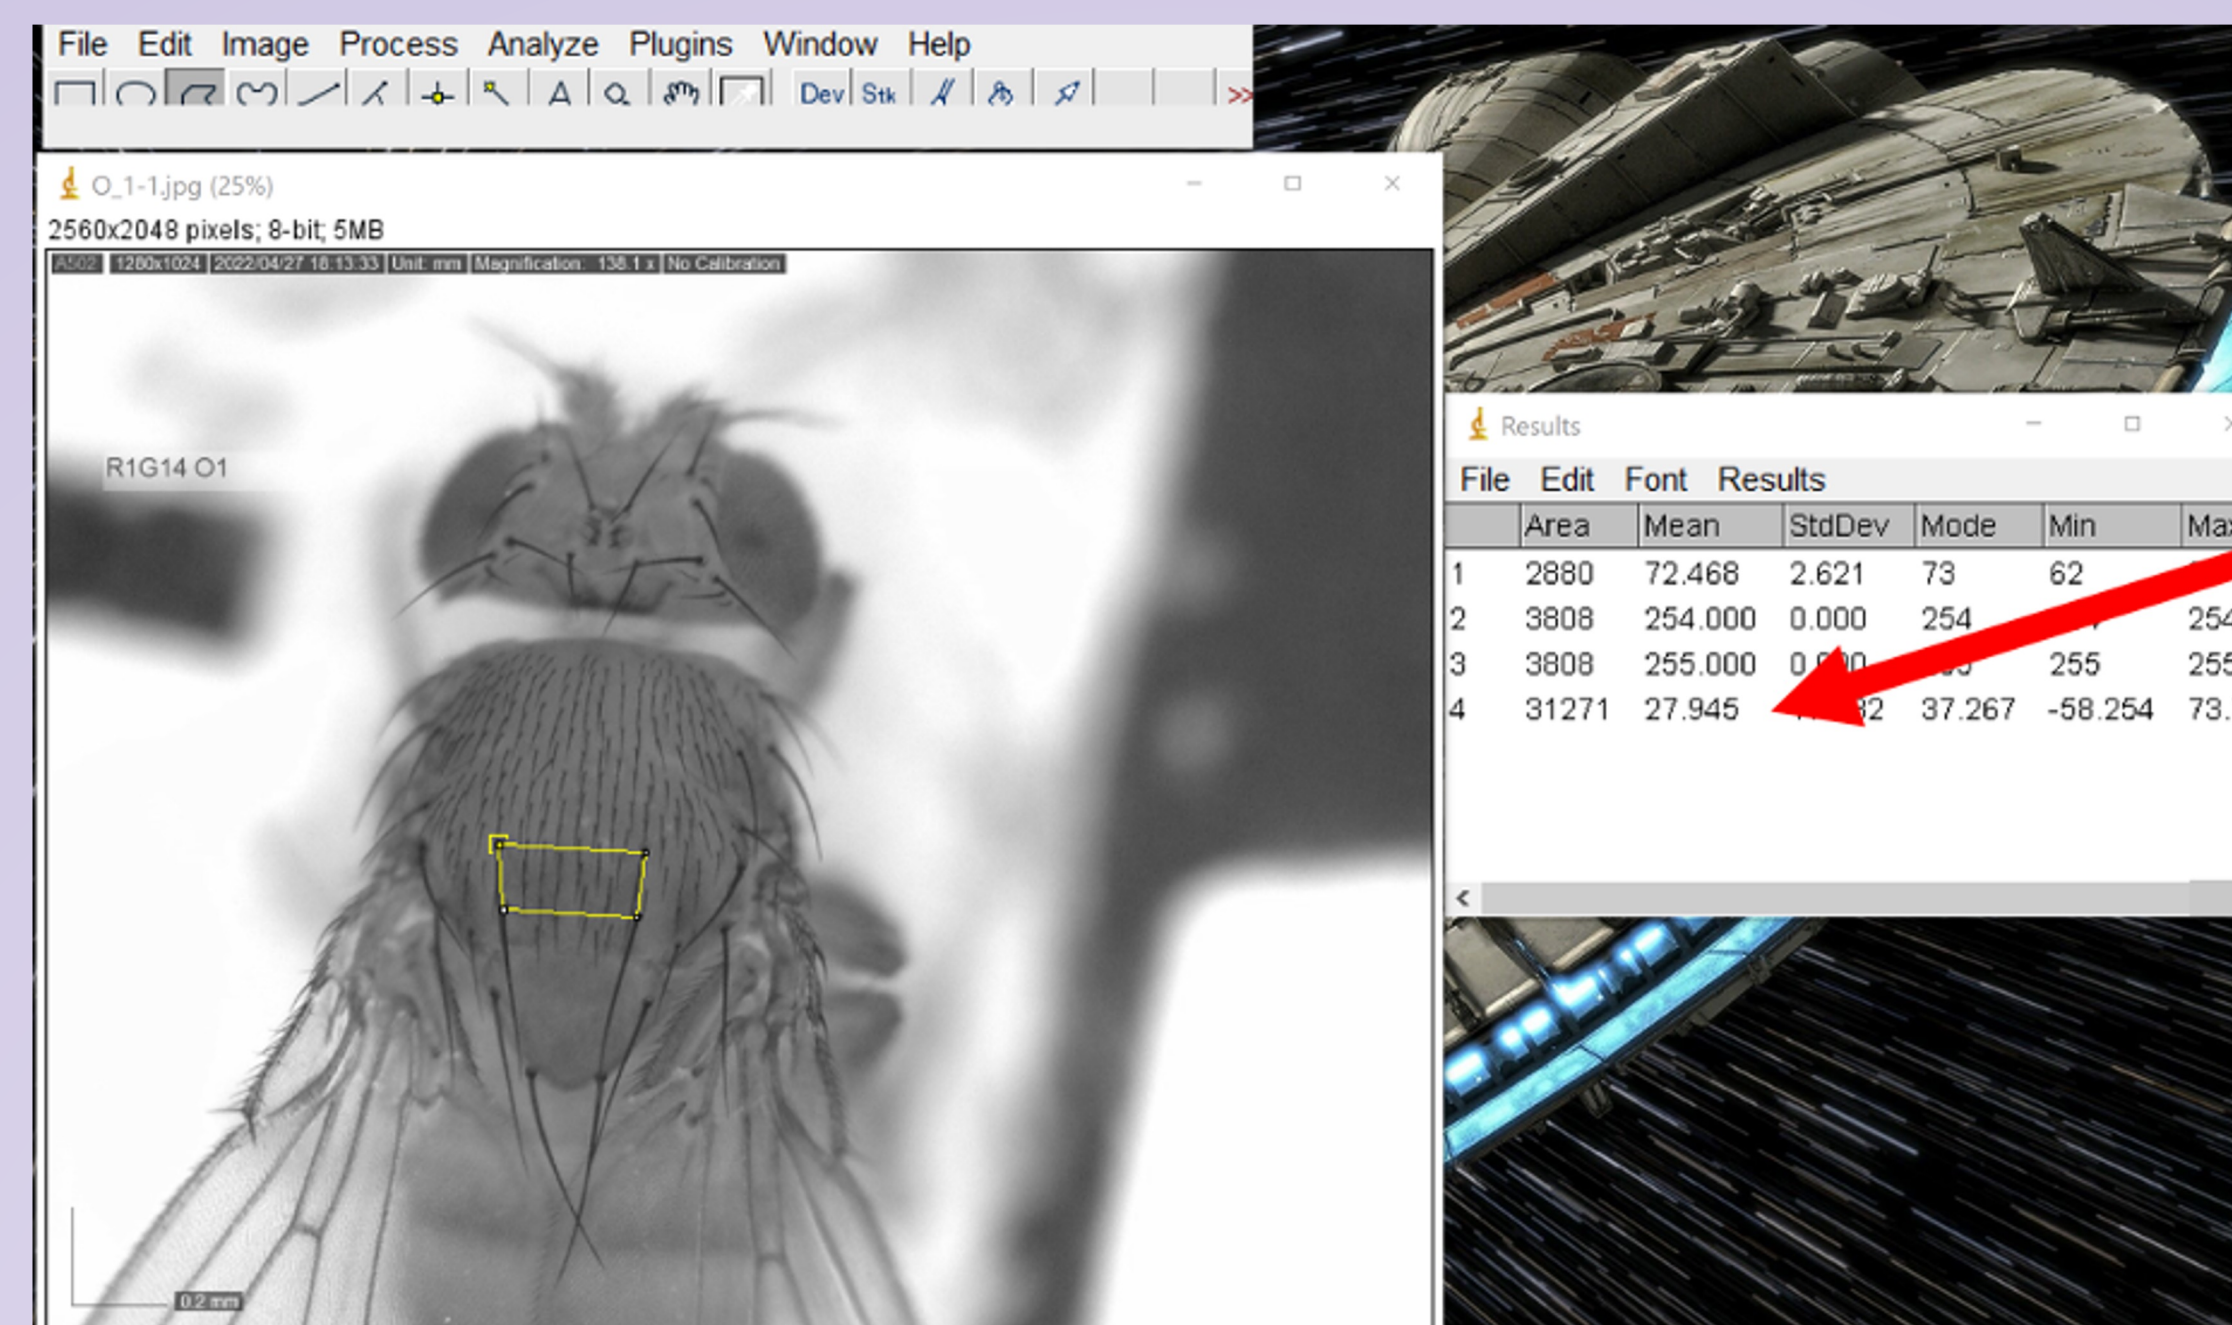 File Edit Image Process Analyze Plugins Window Help
Dev Stk >>
O_1-1.jpg (25%)
2560x2048 pixels; 8-bit; 5MB
A502 1280x1024 2022/04/27 18:13:33 Unit: mm Magnification: 138.1 x No Calibration
R1G14 O1
0.2 mm
Results
File Edit Font Results
Area Mean StdDev Mode Min
1 2880 72.468 2.621 73 62
2 3808 254.000 0.000 254 254
3 3808 255.000 255 255
4 31271 27.945 37.267 -58.254 73.